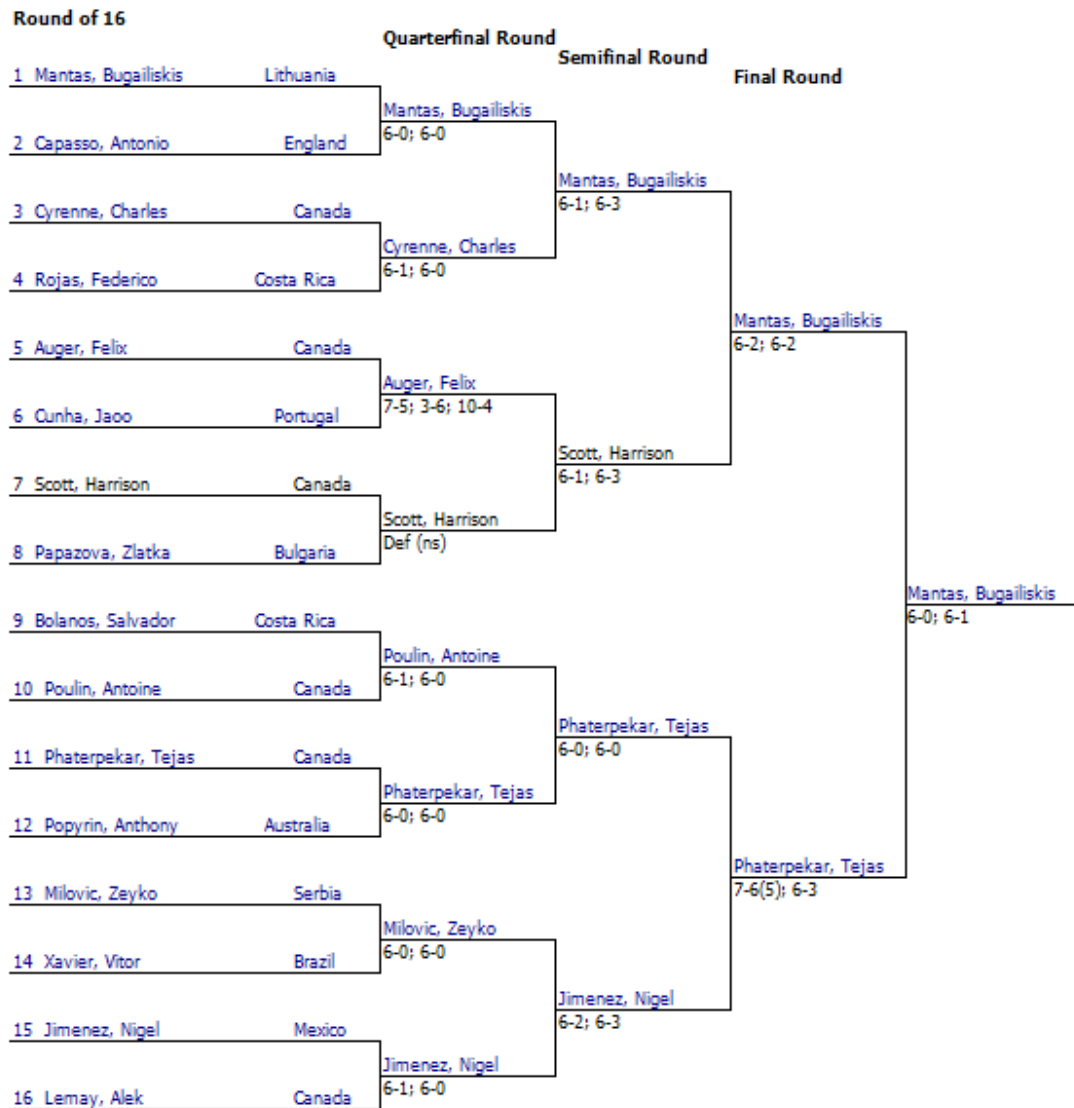 Round of 16
Quarterfinal Round
Semifinal Round
Final Round
1 Mantas, Bugailiskis Lithuania
Mantas, Bugailiskis
6-0; 6-0
2 Capasso, Antonio England
Mantas, Bugailiskis
6-1; 6-3
3 Cyrenne, Charles Canada
Cyrenne, Charles
6-1; 6-0
4 Rojas, Federico Costa Rica
Mantas, Bugailiskis
6-2; 6-2
5 Auger, Felix Canada
Auger, Felix
7-5; 3-6; 10-4
6 Cunha, Jaoo Portugal
Scott, Harrison
6-1; 6-3
7 Scott, Harrison Canada
Scott, Harrison
Def (ns)
8 Papazova, Zlatka Bulgaria
Mantas, Bugailiskis
6-0; 6-1
9 Bolanos, Salvador Costa Rica
Poulin, Antoine
6-1; 6-0
10 Poulin, Antoine Canada
Phaterpekar, Tejas
6-0; 6-0
11 Phaterpekar, Tejas Canada
Phaterpekar, Tejas
6-0; 6-0
12 Popyrin, Anthony Australia
Phaterpekar, Tejas
7-6(5); 6-3
13 Milovic, Zeyko Serbia
Milovic, Zeyko
6-0; 6-0
14 Xavier, Vitor Brazil
Jimenez, Nigel
6-2; 6-3
15 Jimenez, Nigel Mexico
Jimenez, Nigel
6-1; 6-0
16 Lemay, Alek Canada